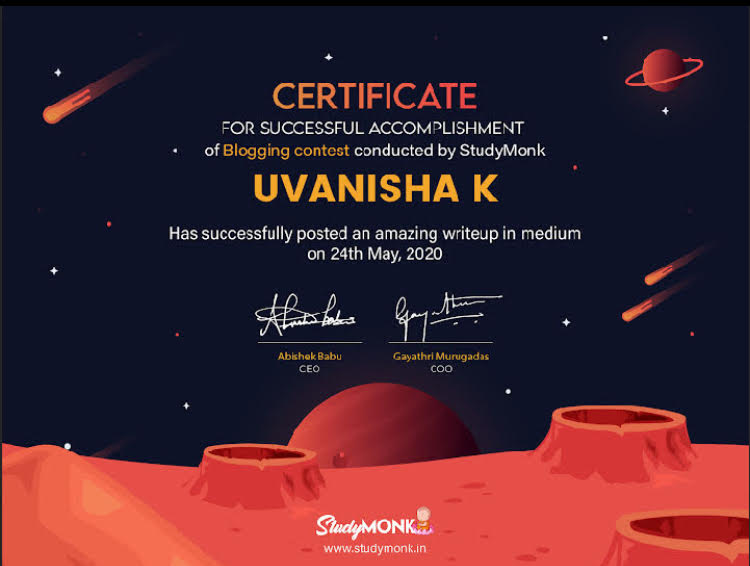 CERTIFICATE
FOR SUCCESSFUL ACCOMPLISHMENT
of Blogging contest conducted by StudyMonk
UVANISHA K
Has successfully posted an amazing writeup in medium
on 24th May, 2020
Abishek Babu
CEO
Gayathri Murugadas
COO
StudyMONK
www.studymonk.in